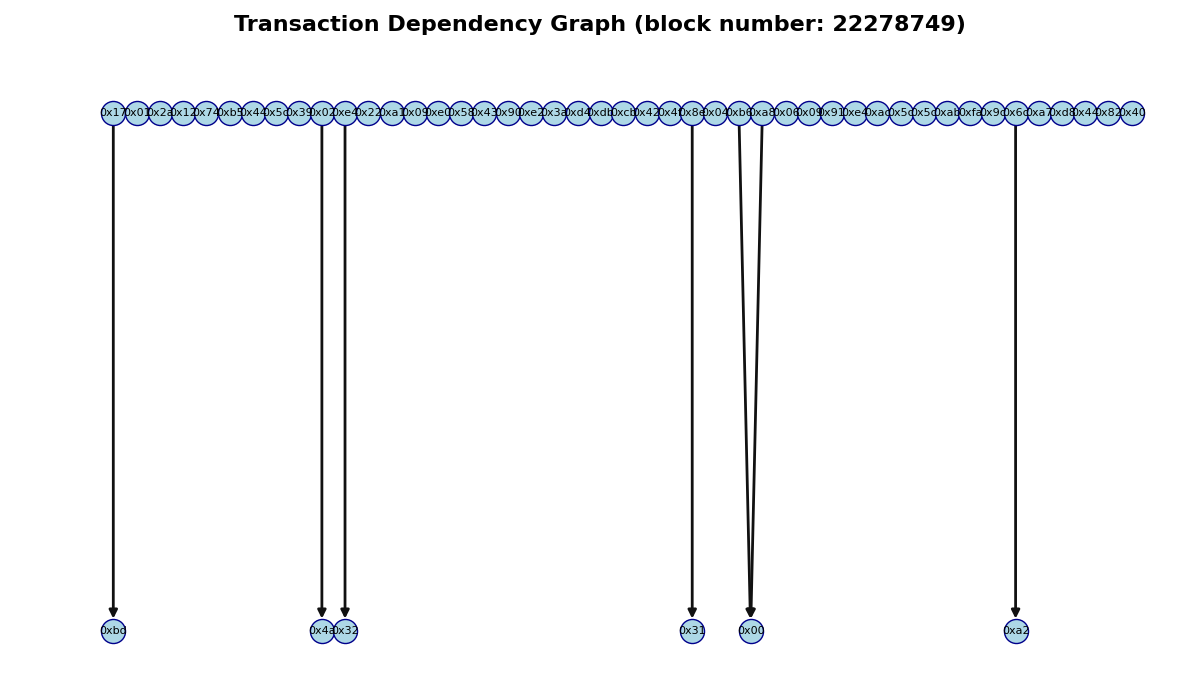 Transaction Dependency Graph (block number: 22278749)
0x17 0x01 0x2a 0x12 0x74 0xb5 0x44 0x5c 0x39 0x02 0xe4 0x22 0xa1 0x09 0xe0 0x58 0x43 0x90 0xe2 0x3a 0xd4 0xdb 0xcb 0x42 0x4f 0x8e 0x04 0xb6 0xa8 0x06 0x09 0x91 0xe4 0xac 0x5c 0x5c 0xab 0xfa 0x9c 0x6c 0xa7 0xd8 0x44 0x82 0x40
0xbd 0x4a 0x32 0x31 0x00 0xa2